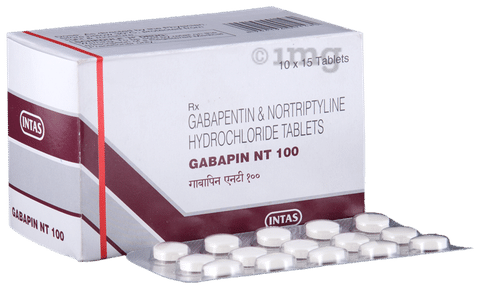 ©1mg
10 x 15 Tablets
Rx
GABAPENTIN & NORTRIPTYLINE
HYDROCHLORIDE TABLETS
GABAPIN NT 100
गाबापिन एनटी १००
INTAS
INTAS
GABAPIN NT 100